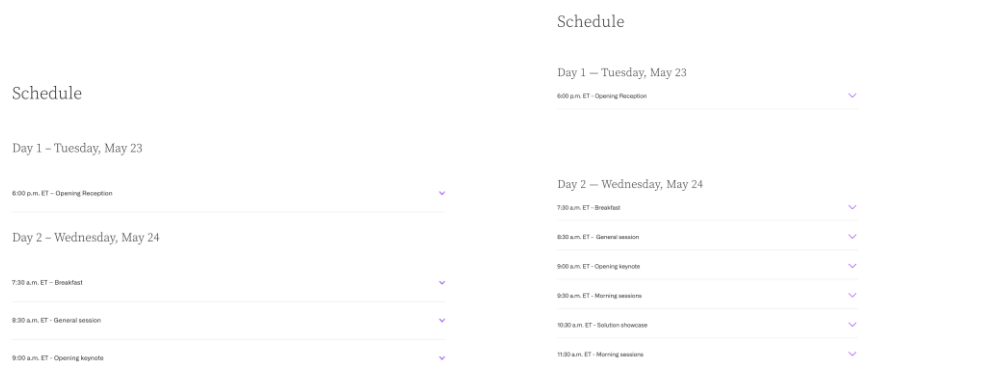 Schedule
Day 1 – Tuesday, May 23
6:00 p.m. ET – Opening Reception
Day 2 – Wednesday, May 24
7:30 a.m. ET – Breakfast
8:30 a.m. ET - General session
9:00 a.m. ET - Opening keynote
Schedule
Day 1 — Tuesday, May 23
6:00 p.m. ET - Opening Reception
Day 2 — Wednesday, May 24
7:30 a.m. ET - Breakfast
8:30 a.m. ET - General session
9:00 a.m. ET - Opening keynote
9:30 a.m. ET - Morning sessions
10:30 a.m. ET - Solution showcase
11:30 a.m. ET - Morning sessions